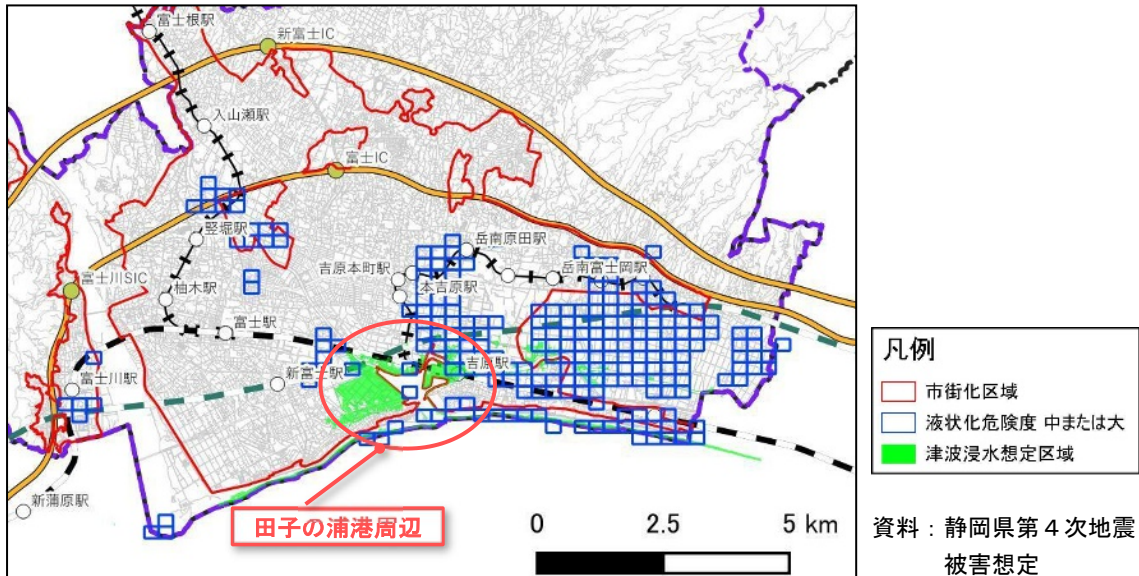 富士根駅
新富士IC
入山瀬駅
富士IC
竪堀駅
岳南原田駅
吉原本町駅
岳南富士岡駅
本吉原駅
富士川SIC
柚木駅
富士駅
新富士駅
吉原駅
富士川駅
新蒲原駅
田子の浦港周辺
0 2.5 5 km
凡例
市街化区域
液状化危険度 中または大
津波浸水想定区域
資料：静岡県第４次地震
被害想定